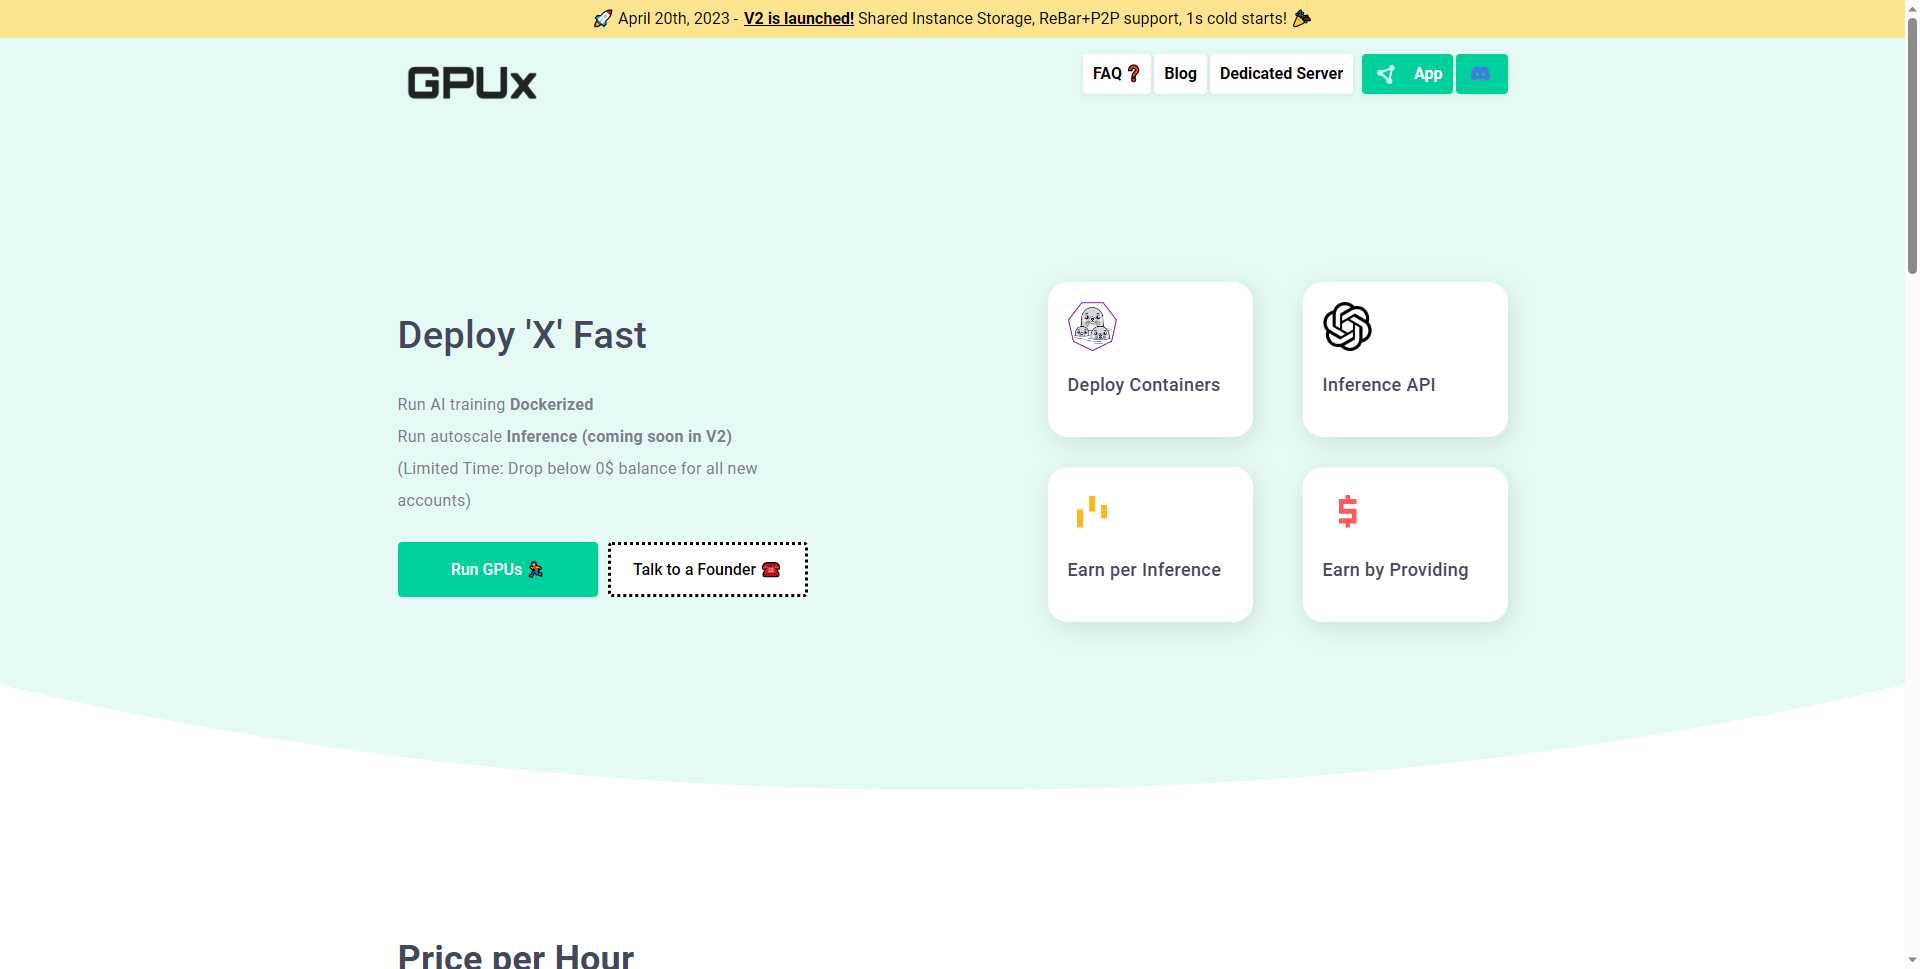 April 20th, 2023 - V2 is launched! Shared Instance Storage, ReBar+P2P support, 1s cold starts!
GPUx
FAQ
Blog
Dedicated Server
App
Deploy 'X' Fast
Run AI training Dockerized
Run autoscale Inference (coming soon in V2)
(Limited Time: Drop below 0$ balance for all new
accounts)
Run GPUs
Talk to a Founder
Deploy Containers
Inference API
Earn per Inference
Earn by Providing
Price per Hour